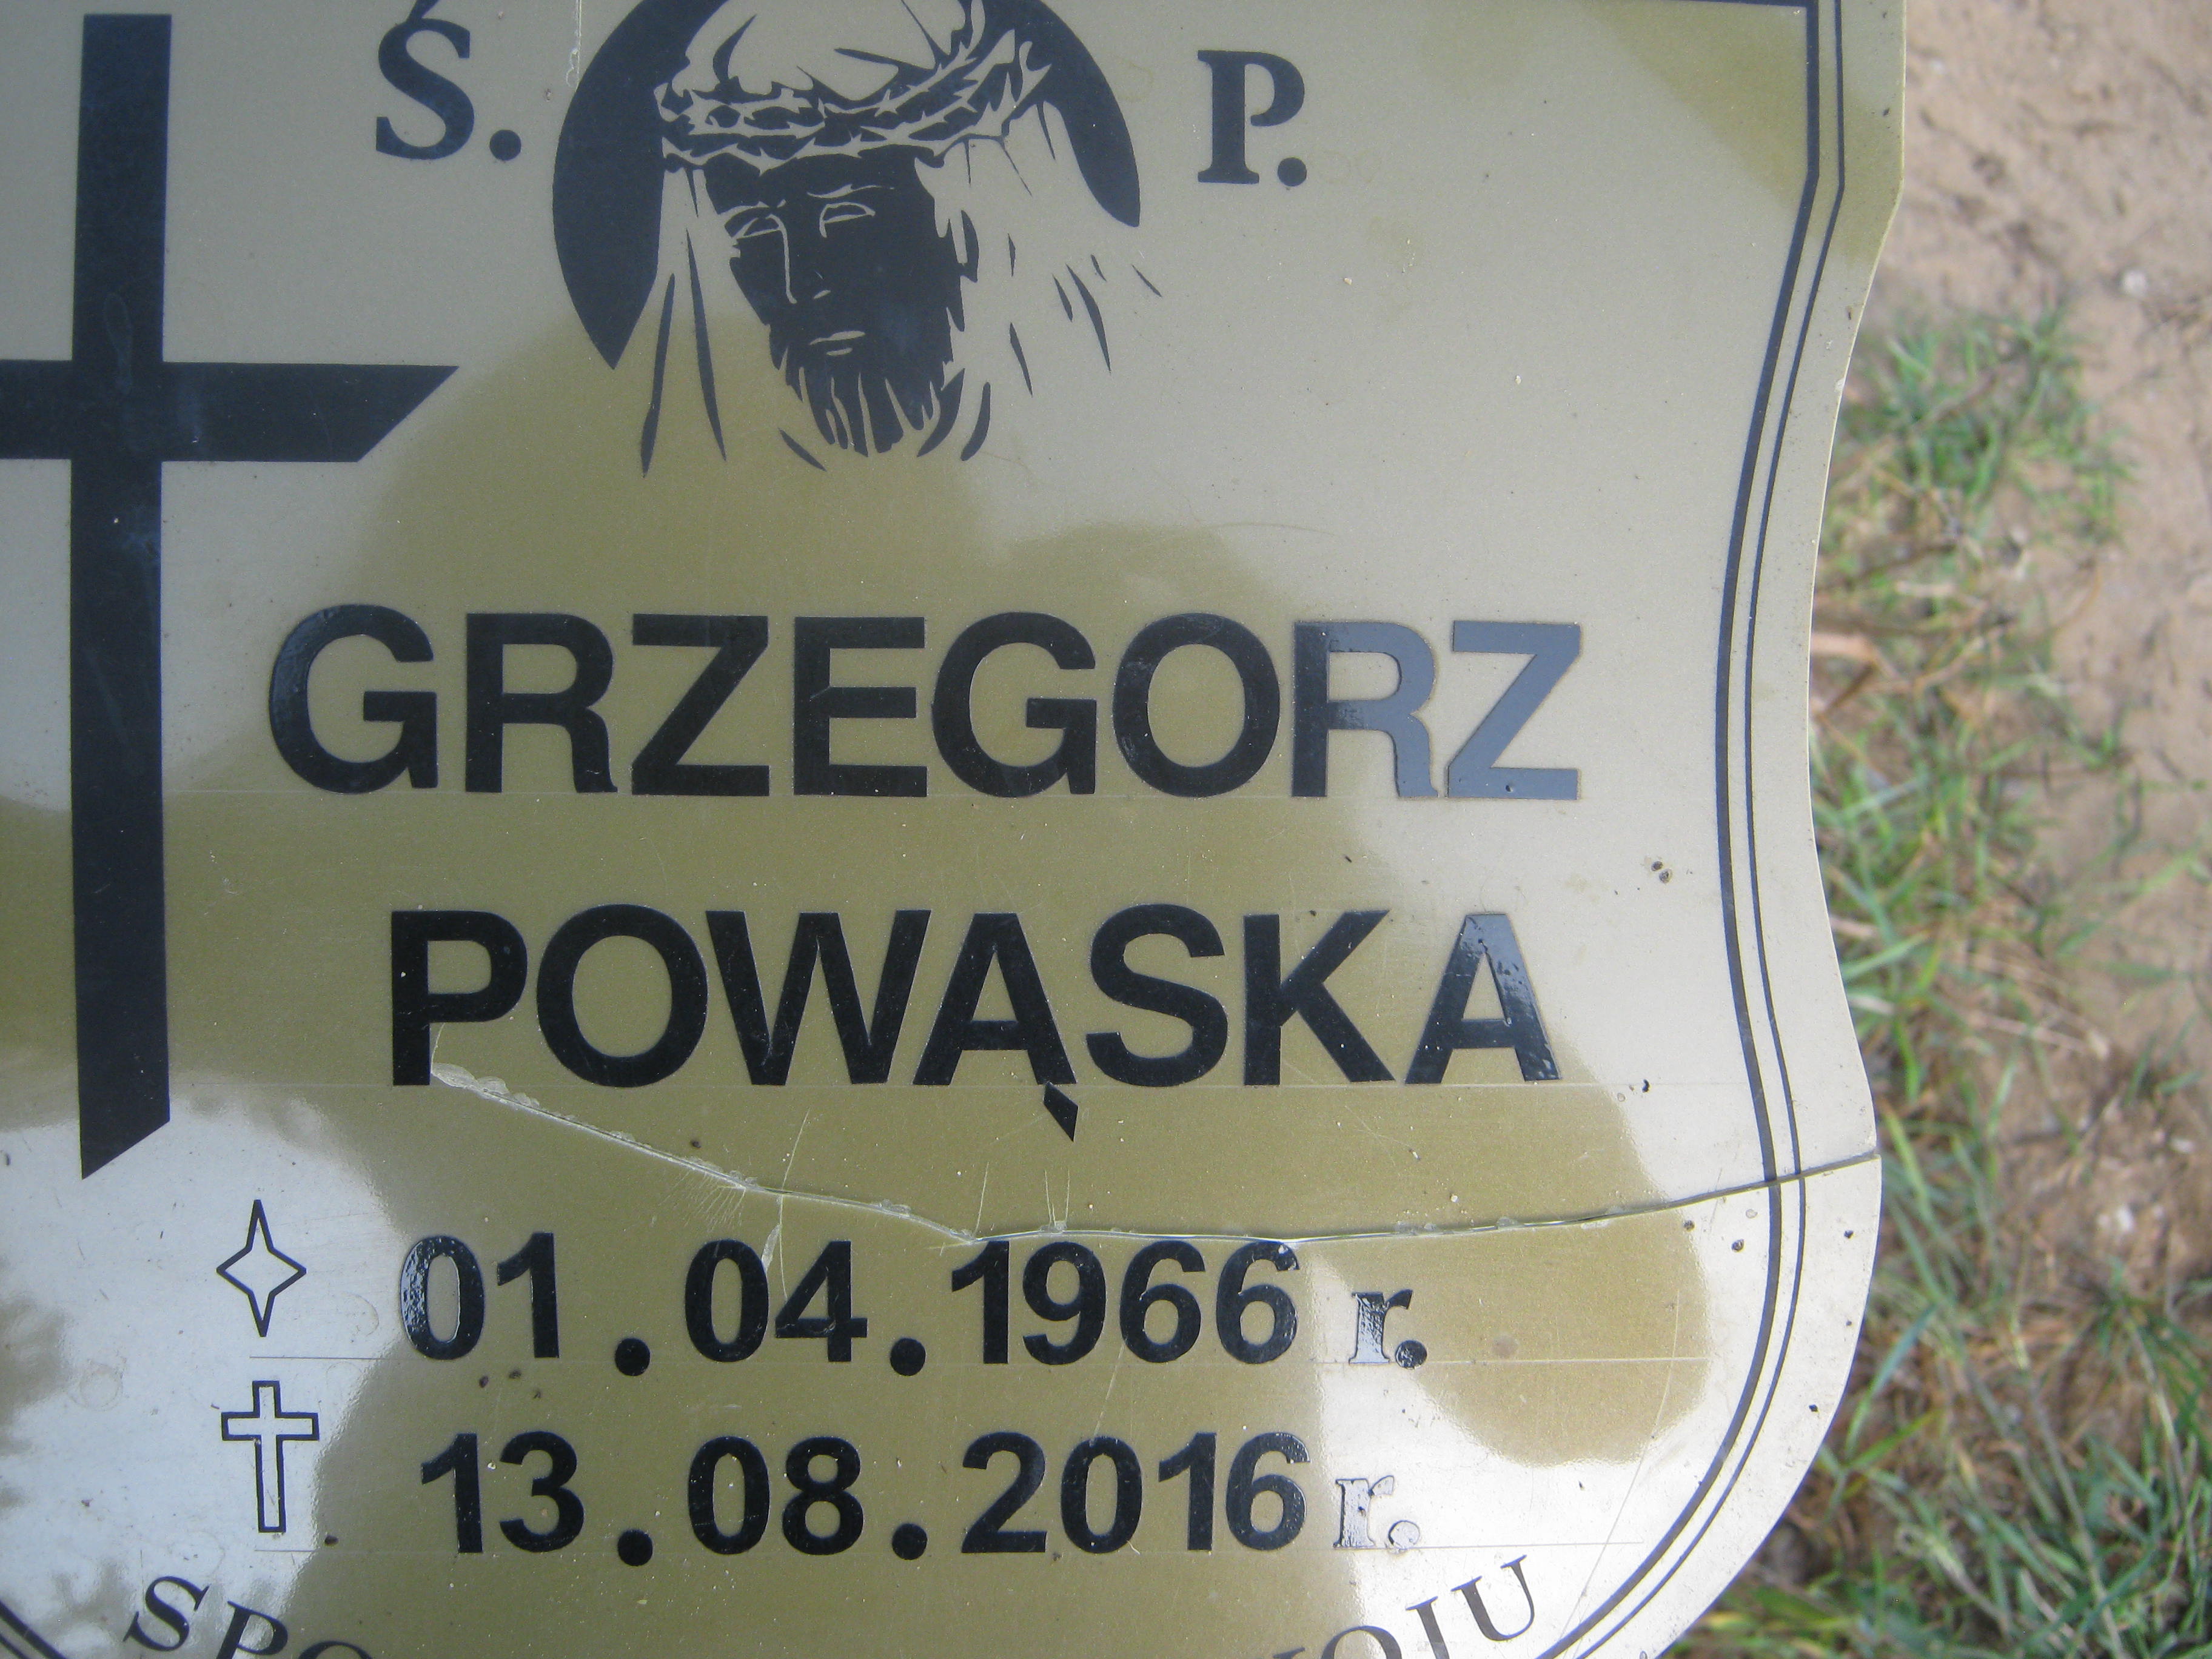 Ś. P.
GRZEGORZ
POWĄSKA
01.04.1966 r.
13.08.2016 r.